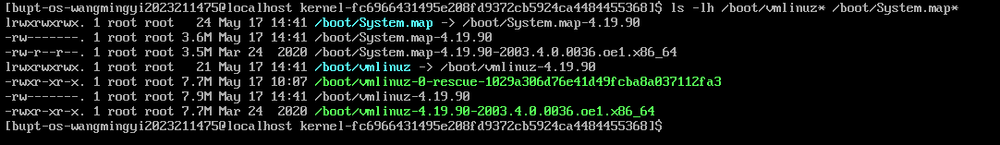 [bupt-os-wangmingyi2023211475@localhost kernel-fc6966431495e208fd9372cb5924ca4484455368]$ ls -lh /boot/vmlinuz* /boot/System.map*
lrwxrwxrwx. 1 root root   24 May 17 14:41 /boot/System.map -> /boot/System.map-4.19.90
-rw-------. 1 root root 3.6M May 17 14:41 /boot/System.map-4.19.90
-rw-r--r--. 1 root root 3.5M Mar 24  2020 /boot/System.map-4.19.90-2003.4.0.0036.oe1.x86_64
lrwxrwxrwx. 1 root root   21 May 17 14:41 /boot/vmlinuz -> /boot/vmlinuz-4.19.90
-rwxr-xr-x. 1 root root 7.7M May 17 10:07 /boot/vmlinuz-0-rescue-1029a306d76e41d49fcba8a037112fa3
-rw-------. 1 root root 7.9M May 17 14:41 /boot/vmlinuz-4.19.90
-rwxr-xr-x. 1 root root 7.7M Mar 24  2020 /boot/vmlinuz-4.19.90-2003.4.0.0036.oe1.x86_64
[bupt-os-wangmingyi2023211475@localhost kernel-fc6966431495e208fd9372cb5924ca4484455368]$